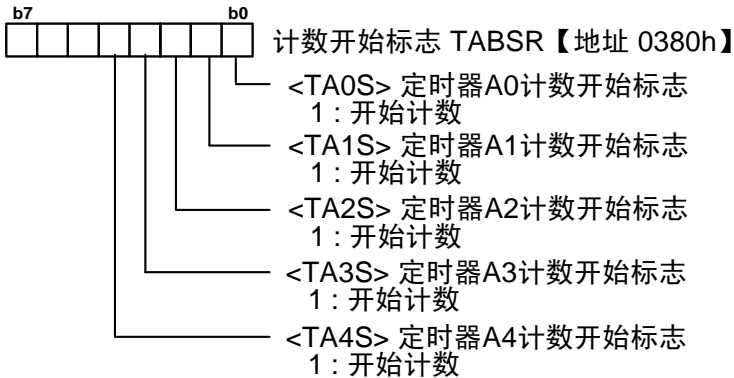 b7 b0
计数开始标志 TABSR【地址 0380h】
<TA0S> 定时器A0计数开始标志
1 : 开始计数
<TA1S> 定时器A1计数开始标志
1 : 开始计数
<TA2S> 定时器A2计数开始标志
1 : 开始计数
<TA3S> 定时器A3计数开始标志
1 : 开始计数
<TA4S> 定时器A4计数开始标志
1 : 开始计数